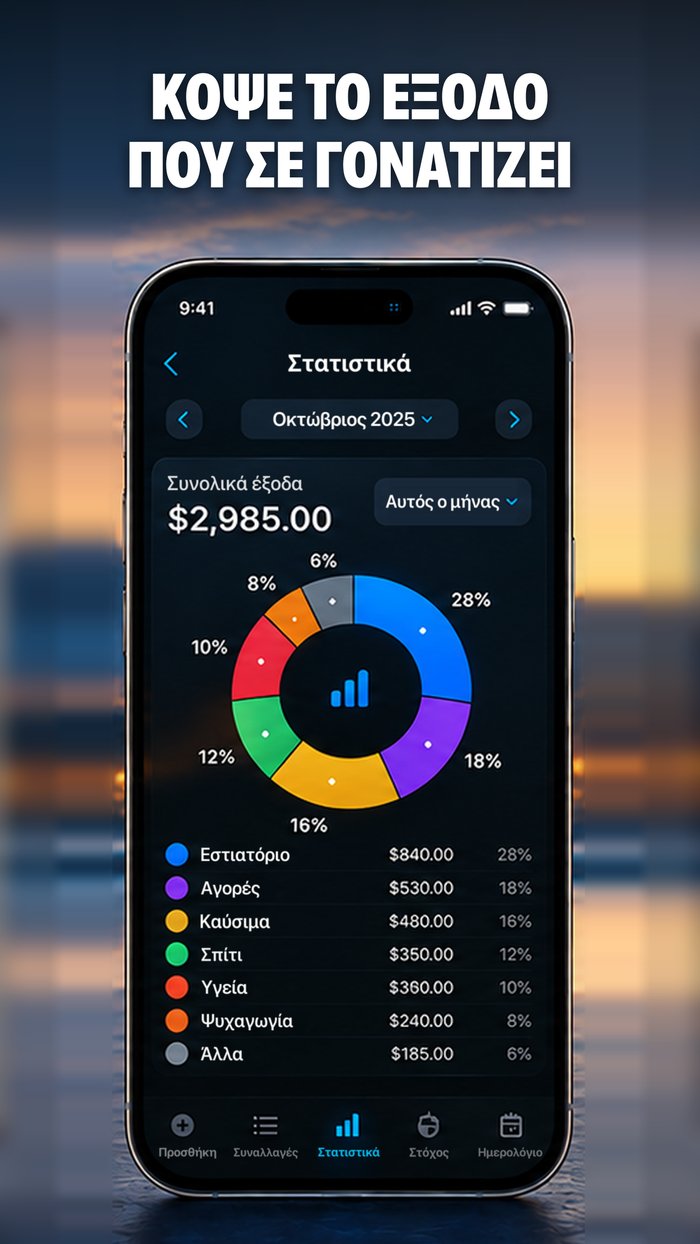 ΚΟΨΕ ΤΟ ΕΞΟΔΟ
ΠΟΥ ΣΕ ΓΟΝΑΤΙΖΕΙ
9:41
Στατιστικά
Οκτώβριος 2025
Συνολικά έξοδα
$2,985.00
Αυτός ο μήνας
6%
8%
28%
10%
12%
18%
16%
Εστιατόριο $840.00 28%
Αγορές $530.00 18%
Καύσιμα $480.00 16%
Σπίτι $350.00 12%
Υγεία $360.00 10%
Ψυχαγωγία $240.00 8%
Άλλα $185.00 6%
Προσθήκη Συναλλαγές Στατιστικά Στόχος Ημερολόγιο